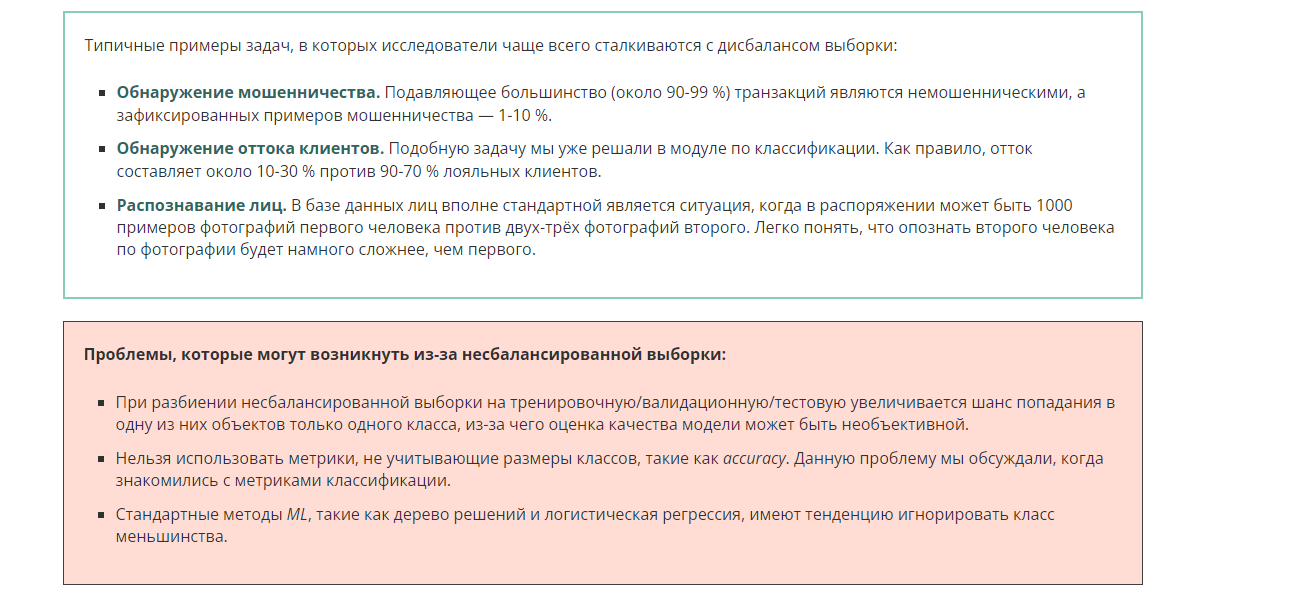 Типичные примеры задач, в которых исследователи чаще всего сталкиваются с дисбалансом выборки:
Обнаружение мошенничества. Подавляющее большинство (около 90-99 %) транзакций являются немошенническими, а
зафиксированных примеров мошенничества — 1-10 %.
Обнаружение оттока клиентов. Подобную задачу мы уже решали в модуле по классификации. Как правило, отток
составляет около 10-30 % против 90-70 % лояльных клиентов.
Распознавание лиц. В базе данных лиц вполне стандартной является ситуация, когда в распоряжении может быть 1000
примеров фотографий первого человека против двух-трёх фотографий второго. Легко понять, что опознать второго человека
по фотографии будет намного сложнее, чем первого.
Проблемы, которые могут возникнуть из-за несбалансированной выборки:
При разбиении несбалансированной выборки на тренировочную/валидационную/тестовую увеличивается шанс попадания в
одну из них объектов только одного класса, из-за чего оценка качества модели может быть необъективной.
Нельзя использовать метрики, не учитывающие размеры классов, такие как accuracy. Данную проблему мы обсуждали, когда
знакомились с метриками классификации.
Стандартные методы ML, такие как дерево решений и логистическая регрессия, имеют тенденцию игнорировать класс
меньшинства.